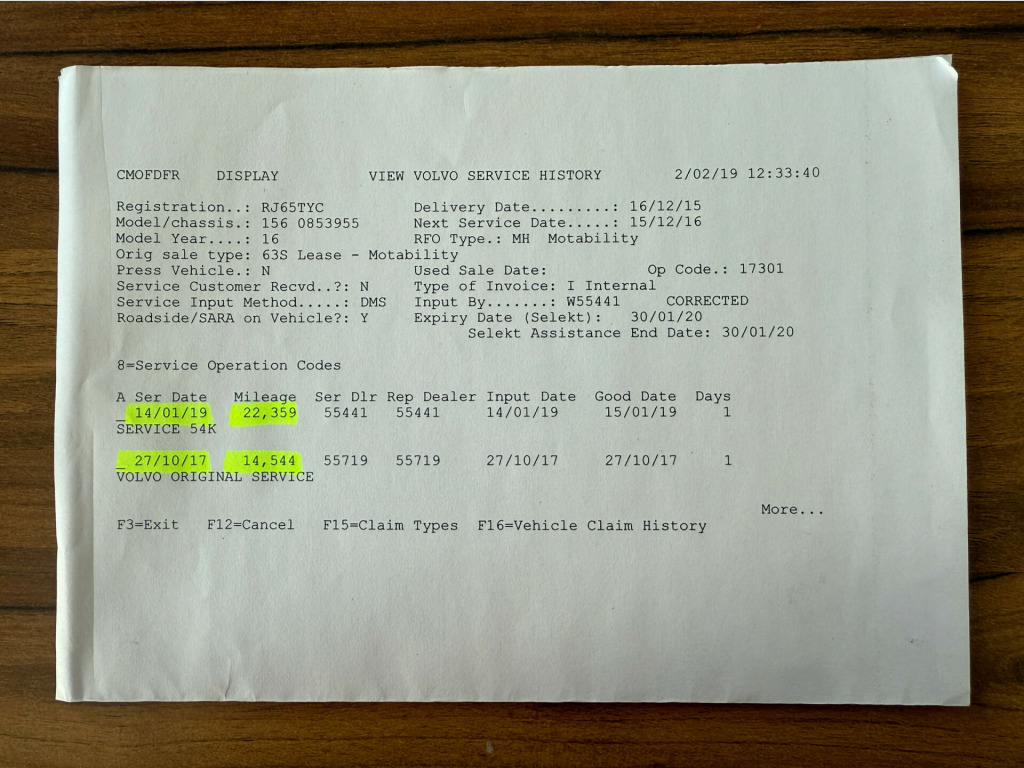 CMOFDFR DISPLAY VIEW VOLVO SERVICE HISTORY 2/02/19 12:33:40
Registration..: RJ65TYC Delivery Date.........: 16/12/15
Model/chassis.: 156 0853955 Next Service Date.....: 15/12/16
Model Year....: 16 RFO Type.: MH Motability
Orig sale type: 63S Lease - Motability
Press Vehicle.: N Used Sale Date: Op Code.: 17301
Service Customer Recvd..?: N Type of Invoice: I Internal
Service Input Method.....: DMS Input By.......: W55441 CORRECTED
Roadside/SARA on Vehicle?: Y Expiry Date (Selekt): 30/01/20
Selekt Assistance End Date: 30/01/20
8=Service Operation Codes
A Ser Date Mileage Ser Dlr Rep Dealer Input Date Good Date Days
_ 14/01/19 22,359 55441 55441 14/01/19 15/01/19 1
SERVICE 54K
_ 27/10/17 14,544 55719 55719 27/10/17 27/10/17 1
VOLVO ORIGINAL SERVICE
More...
F3=Exit F12=Cancel F15=Claim Types F16=Vehicle Claim History